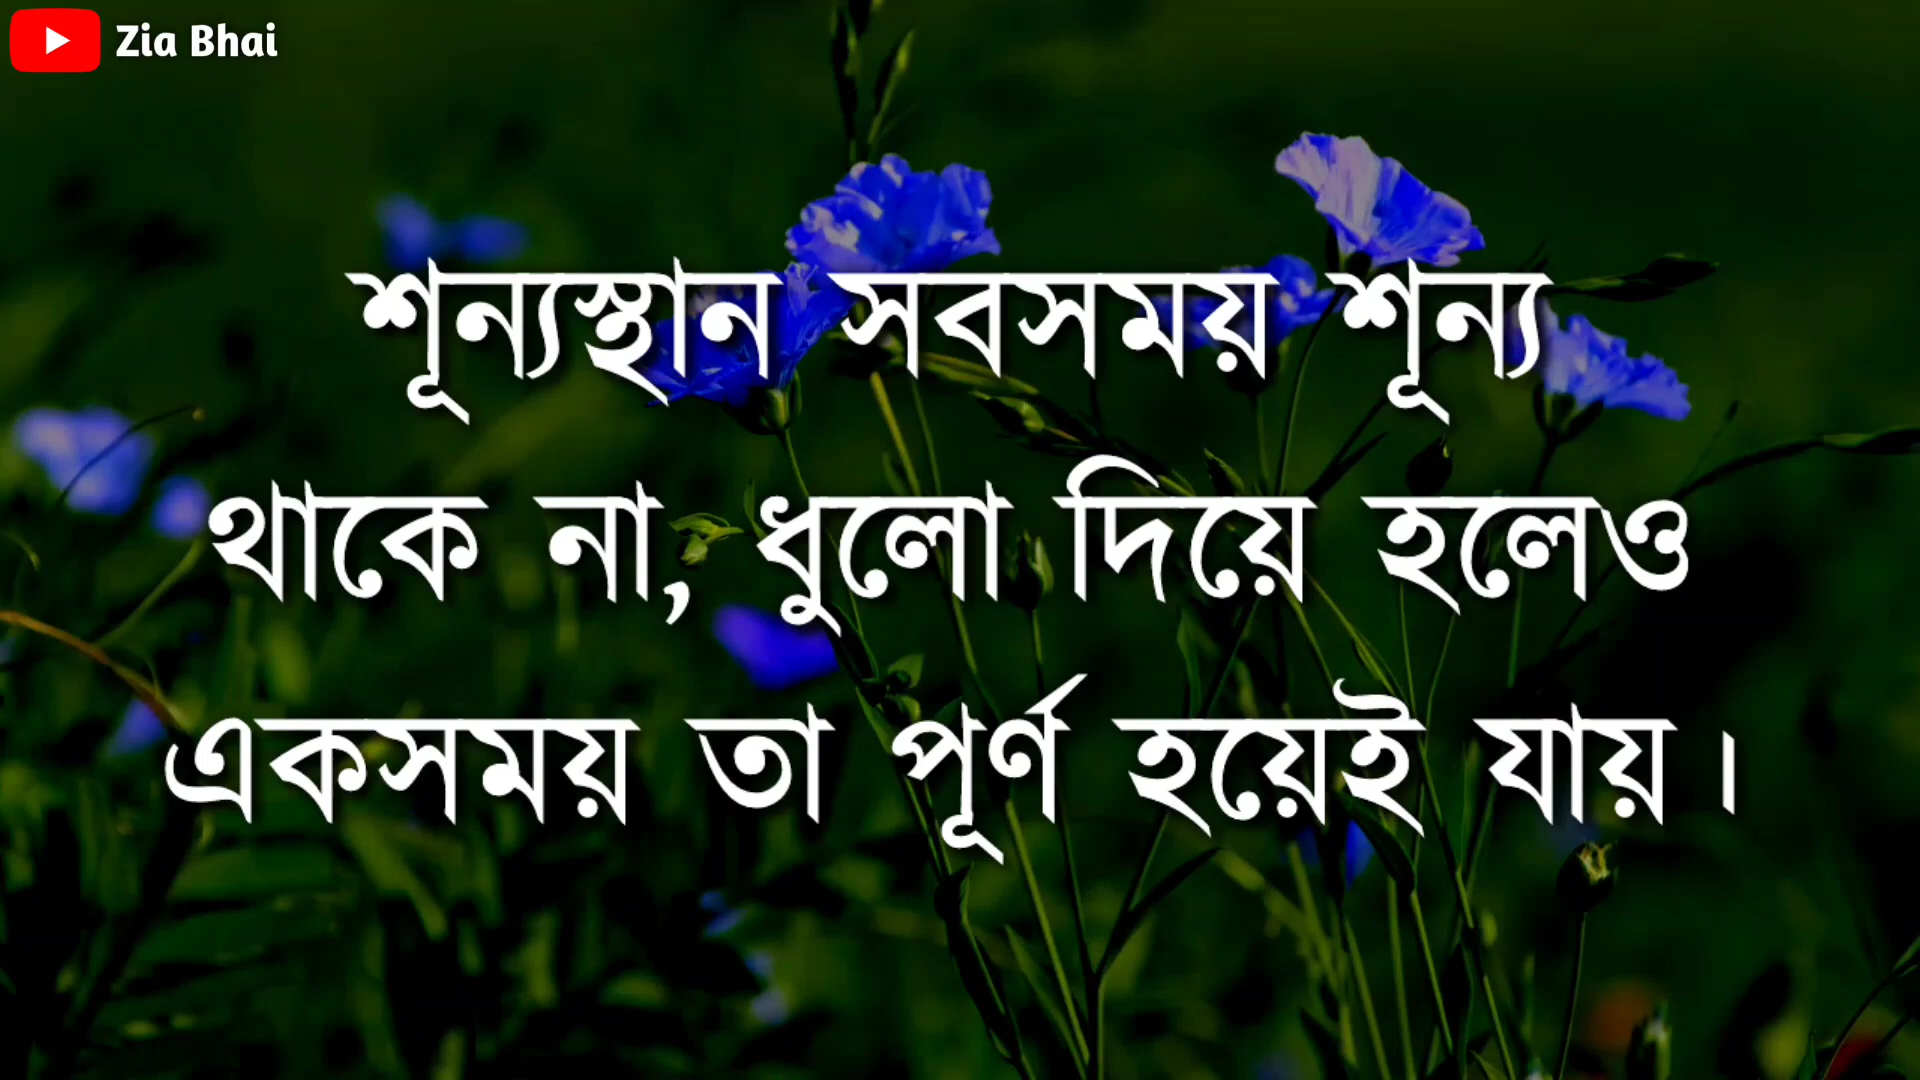 Zia Bhai
শূন্যস্থান সবসময় শূন্য
থাকে না, ধুলো দিয়ে হলেও
একসময় তা পূর্ণ হয়েই যায়।